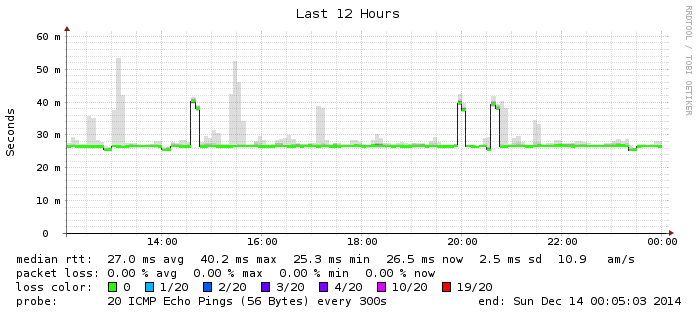 Last 12 Hours
RRDTOOL / TOBI OETIKER
Seconds
60 m
50 m
40 m
30 m
20 m
10 m
0
14:00 16:00 18:00 20:00 22:00 00:00
median rtt: 27.0 ms avg 40.2 ms max 25.3 ms min 26.5 ms now 2.5 ms sd 10.9 am/s
packet loss: 0.00 % avg 0.00 % max 0.00 % min 0.00 % now
loss color: 0 1/20 2/20 3/20 4/20 10/20 19/20
probe: 20 ICMP Echo Pings (56 Bytes) every 300s end: Sun Dec 14 00:05:03 2014